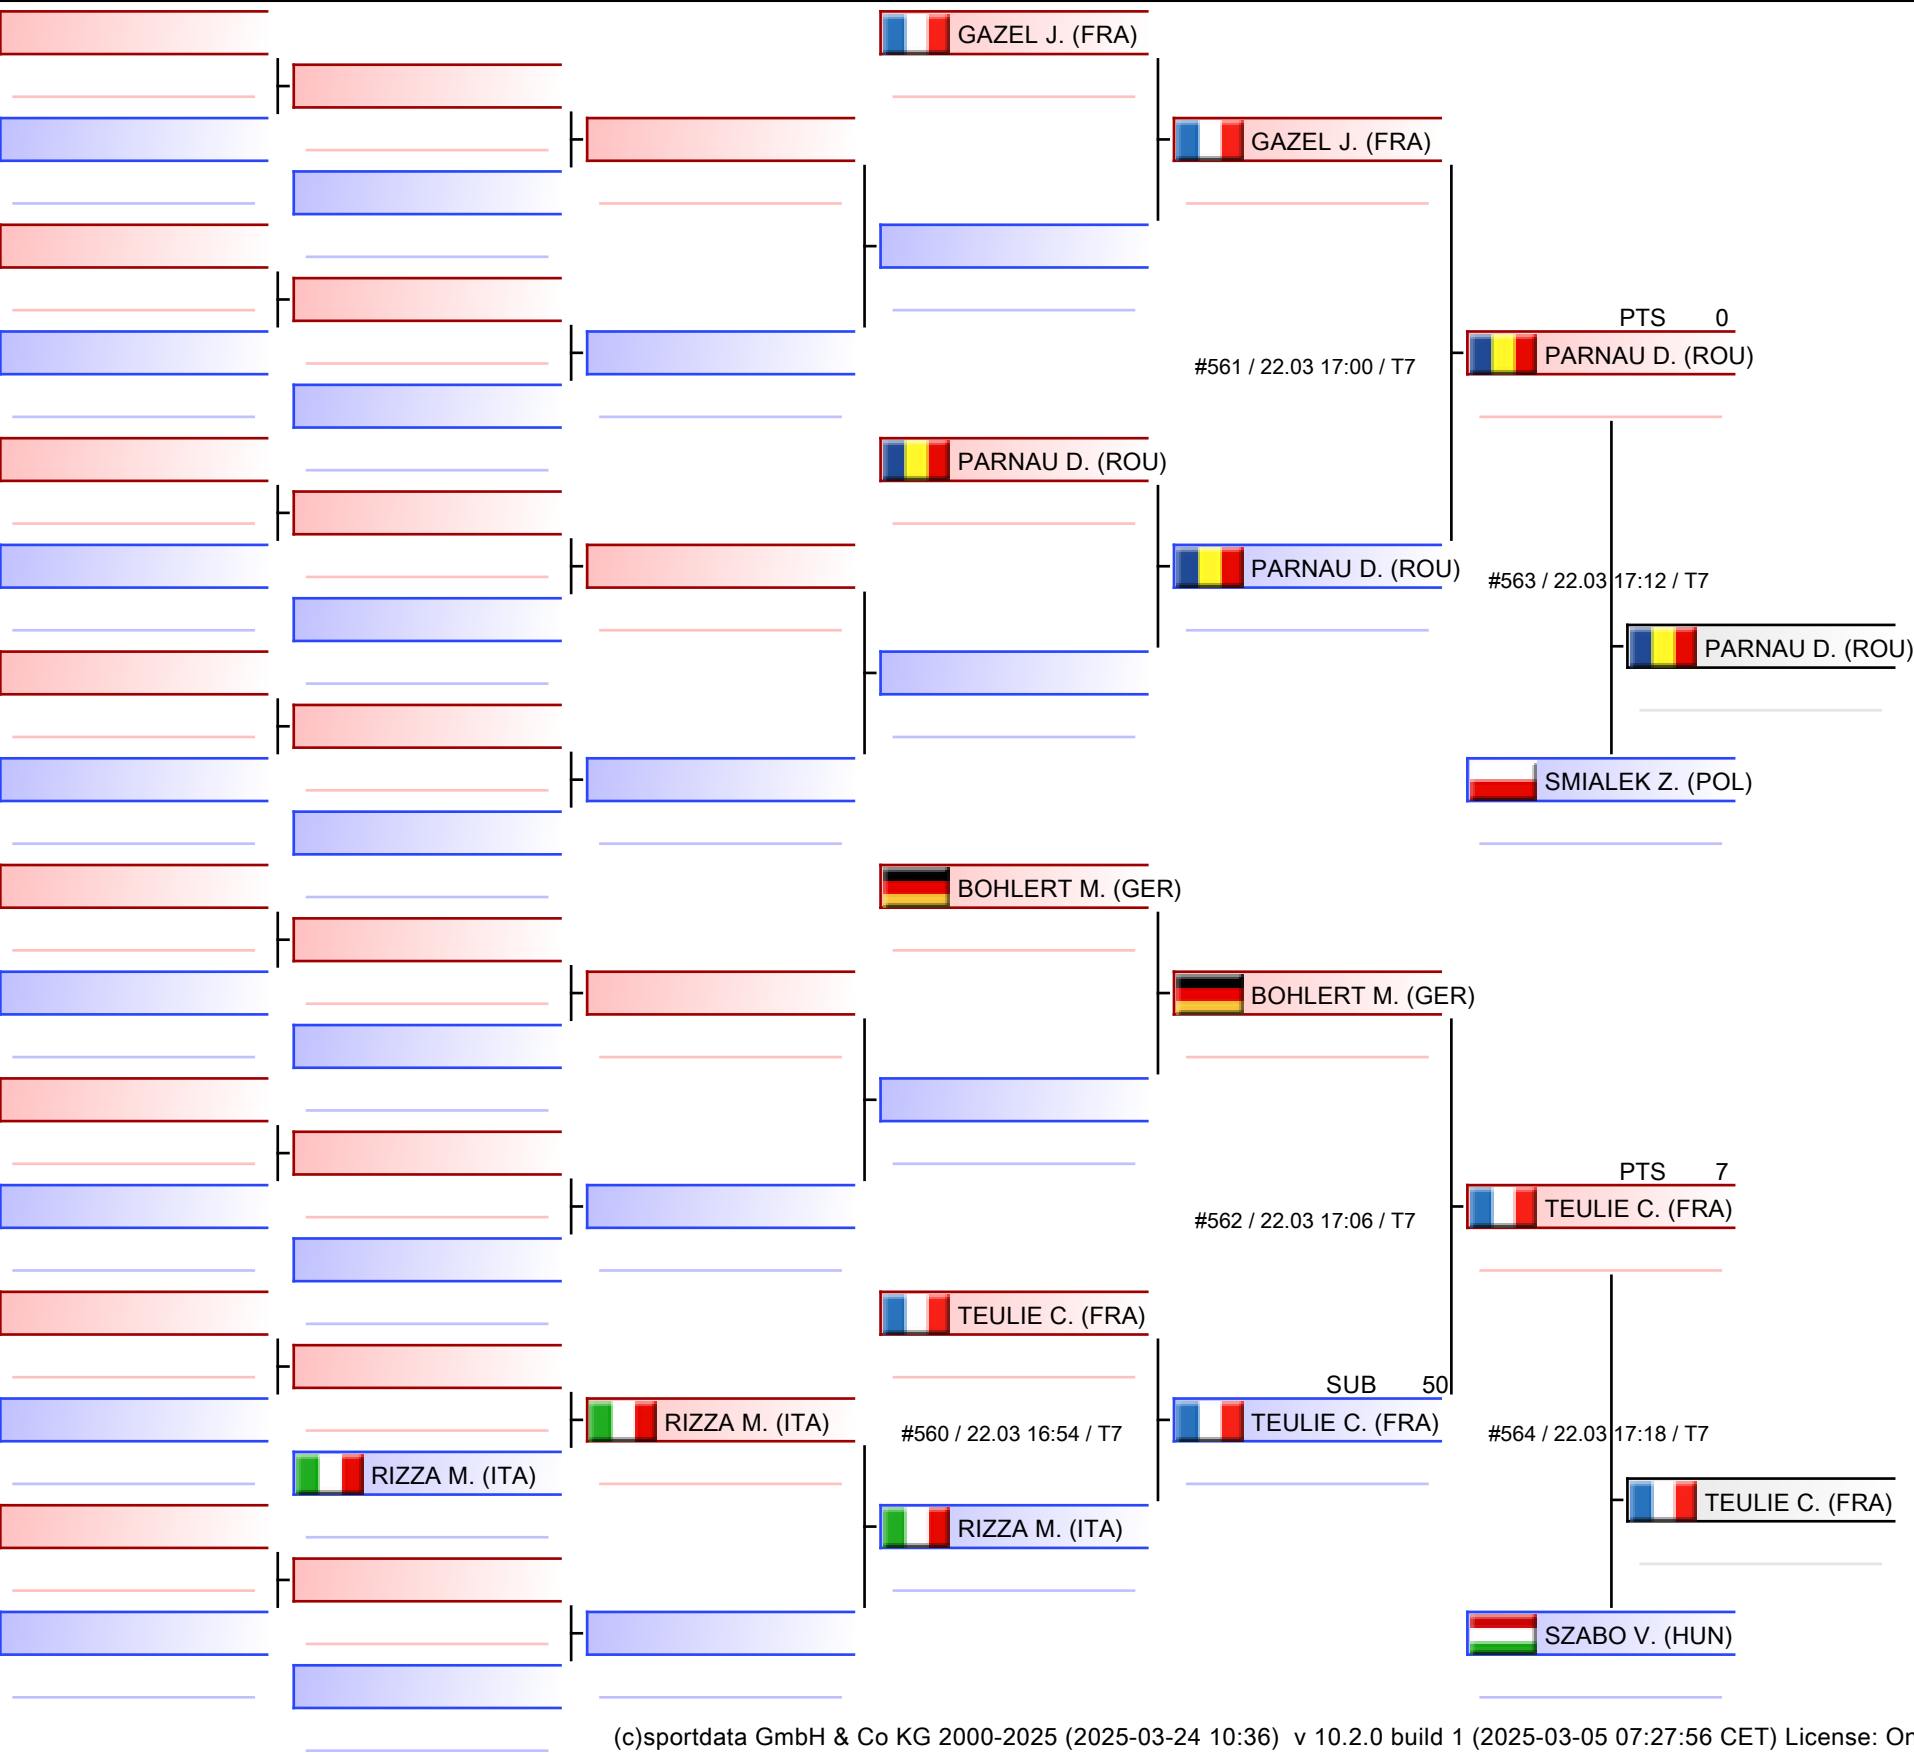 GAZEL J. (FRA)
GAZEL J. (FRA)
PTS 0
PARNAU D. (ROU)
#561 / 22.03 17:00 / T7
PARNAU D. (ROU)
PARNAU D. (ROU)
#563 / 22.03 17:12 / T7
PARNAU D. (ROU)
SMIALEK Z. (POL)
BOHLERT M. (GER)
BOHLERT M. (GER)
PTS 7
TEULIE C. (FRA)
#562 / 22.03 17:06 / T7
TEULIE C. (FRA)
SUB 50
RIZZA M. (ITA)
#560 / 22.03 16:54 / T7
TEULIE C. (FRA)
#564 / 22.03 17:18 / T7
RIZZA M. (ITA)
TEULIE C. (FRA)
RIZZA M. (ITA)
SZABO V. (HUN)
(c)sportdata GmbH & Co KG 2000-2025 (2025-03-24 10:36) v 10.2.0 build 1 (2025-03-05 07:27:56 CET) License: On